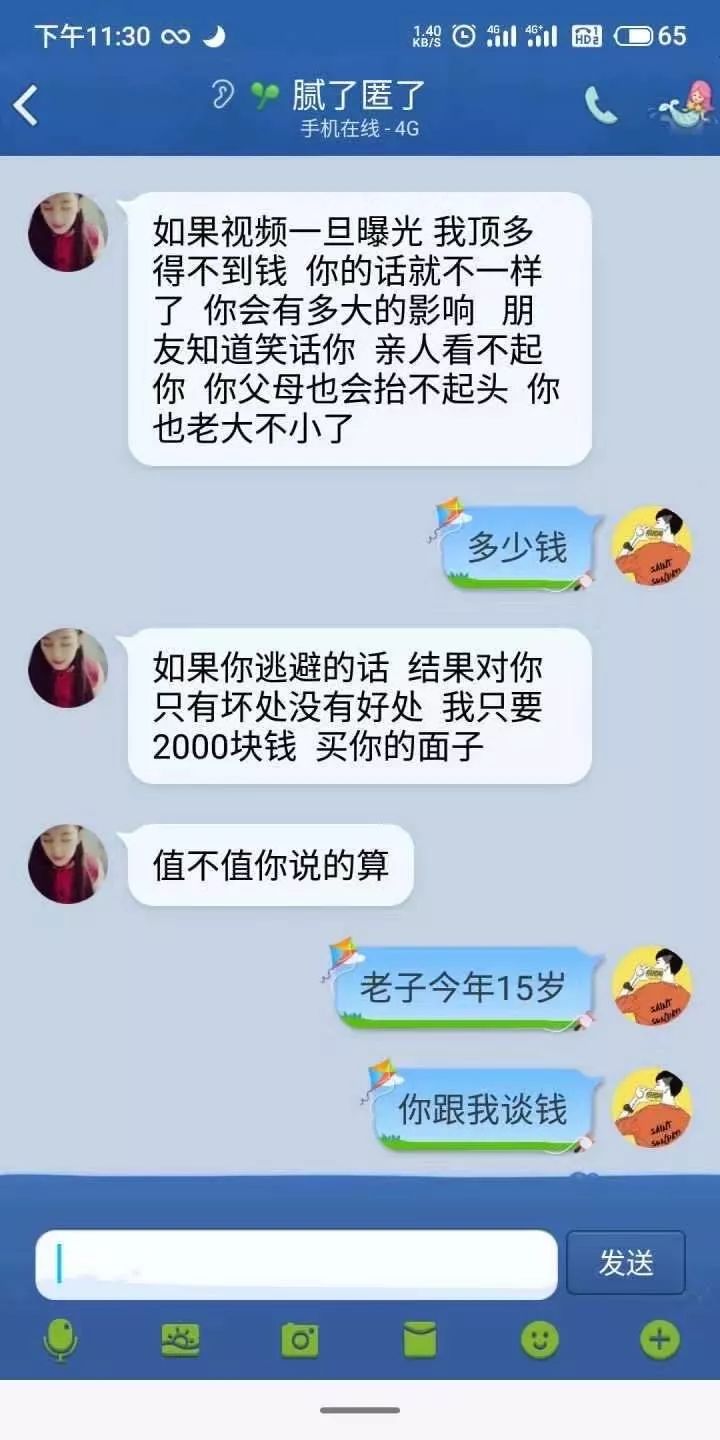 下午11:30
1.40 KB/S 4G 4G+ HD 1 2 65
腻了匿了
手机在线 - 4G
如果视频一旦曝光 我顶多
得不到钱 你的话就不一样
了 你会有多大的影响 朋
友知道笑话你 亲人看不起
你 你父母也会抬不起头 你
也老大不小了
多少钱
如果你逃避的话 结果对你
只有坏处没有好处 我只要
2000块钱 买你的面子
值不值你说的算
老子今年15岁
你跟我谈钱
发送